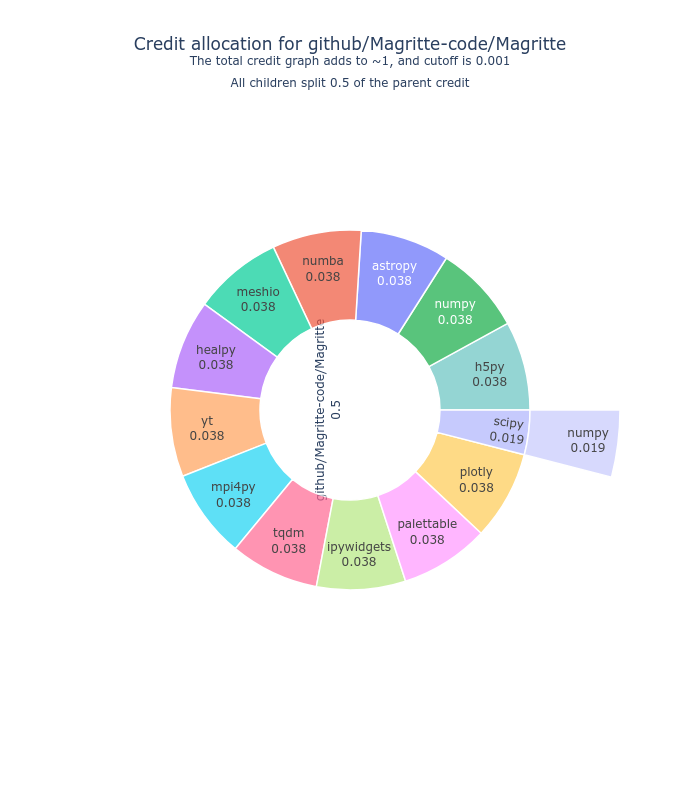 Credit allocation for github/Magritte-code/Magritte
The total credit graph adds to ~1, and cutoff is 0.001
All children split 0.5 of the parent credit
numba
0.038
astropy
0.038
numpy
0.038
h5py
0.038
scipy
0.019
numpy
0.019
plotly
0.038
palettable
0.038
ipywidgets
0.038
tqdm
0.038
mpi4py
0.038
yt
0.038
healpy
0.038
meshio
0.038
github/Magritte-code/Magritte
0.5